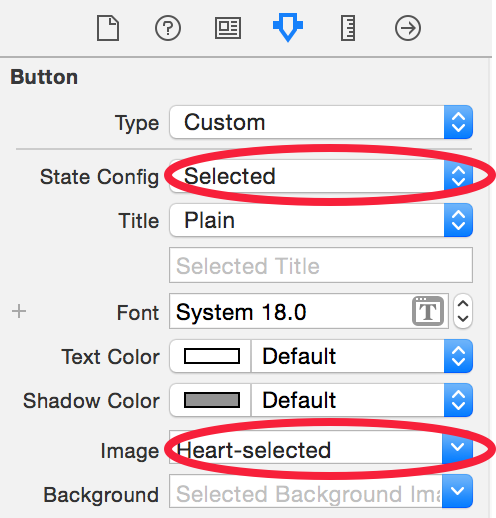 Button
Type Custom
State Config Selected
Title Plain
Selected Title
Font System 18.0 T
Text Color Default
Shadow Color Default
Image Heart-selected
Background Selected Background Ima